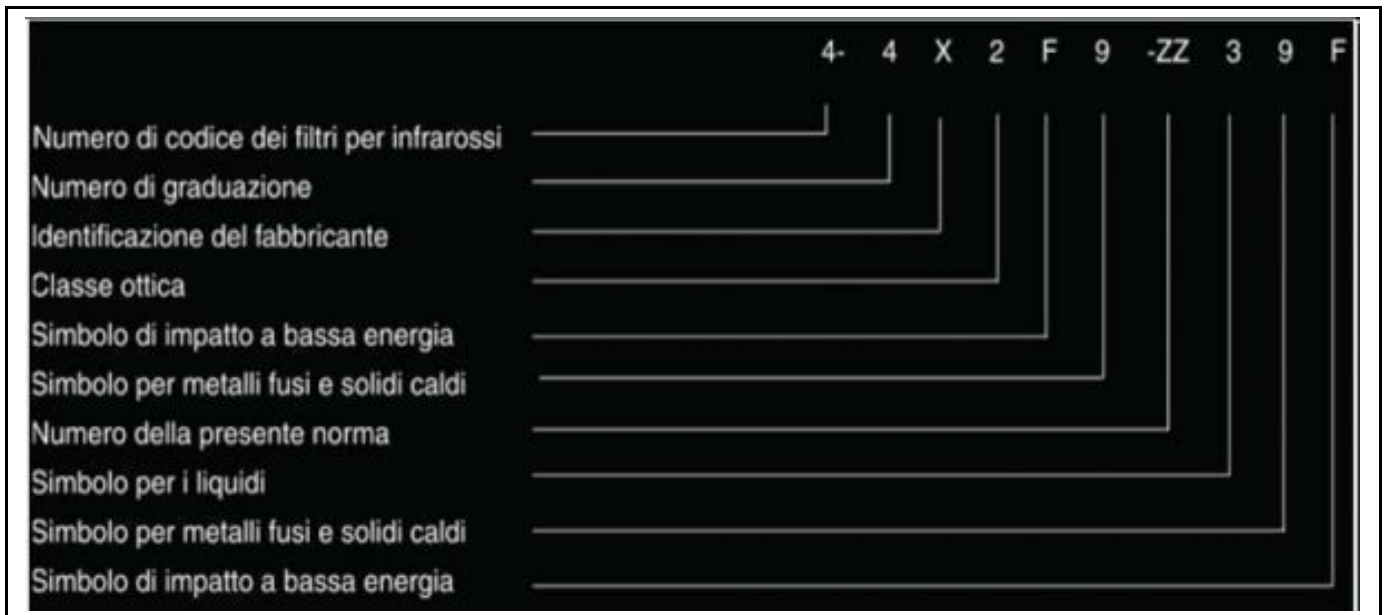 4- 4 X 2 F 9 -ZZ 3 9 F
Numero di codice dei filtri per infrarossi
Numero di graduazione
Identificazione del fabbricante
Classe ottica
Simbolo di impatto a bassa energia
Simbolo per metalli fusi e solidi caldi
Numero della presente norma
Simbolo per i liquidi
Simbolo per metalli fusi e solidi caldi
Simbolo di impatto a bassa energia